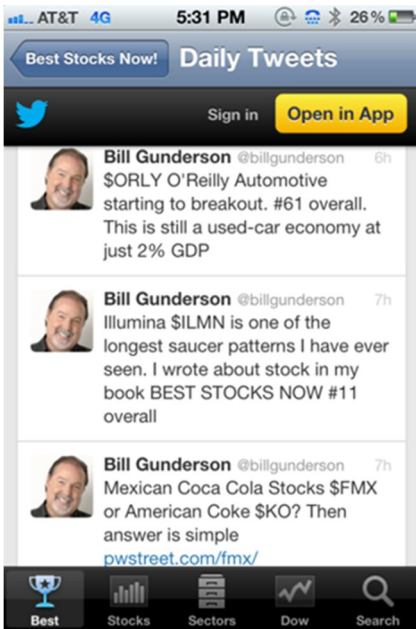 AT&T 4G 5:31 PM 26%
Best Stocks Now! Daily Tweets
Sign in Open in App
Bill Gunderson @billgunderson 6h
$ORLY O'Reilly Automotive
starting to breakout. #61 overall.
This is still a used-car economy at
just 2% GDP
Bill Gunderson @billgunderson 7h
Illumina $ILMN is one of the
longest saucer patterns I have ever
seen. I wrote about stock in my
book BEST STOCKS NOW #11
overall
Bill Gunderson @billgunderson 7h
Mexican Coca Cola Stocks $FMX
or American Coke $KO? Then
answer is simple
pwstreet.com/fmx/
Best Stocks Sectors Dow Search